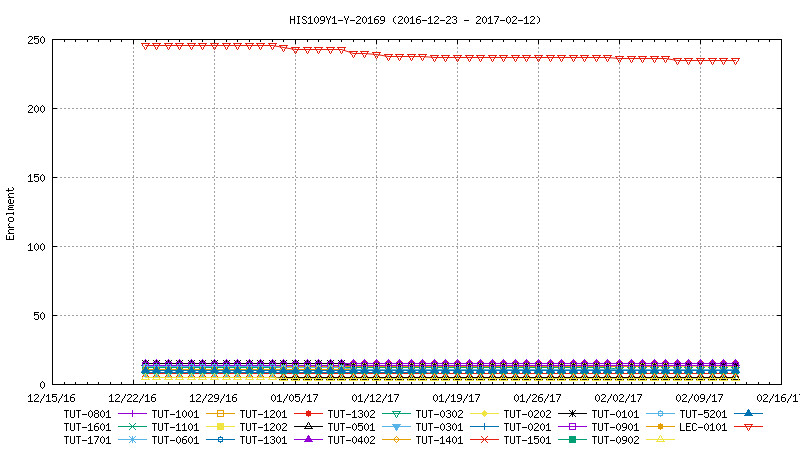 HIS109Y1-Y-20169 (2016-12-23 - 2017-02-12)
250
200
150
100
50
0
Enrolment
12/15/16 12/22/16 12/29/16 01/05/17 01/12/17 01/19/17 01/26/17 02/02/17 02/09/17 02/16/1
TUT-0801 TUT-1001 TUT-1201 TUT-1302 TUT-0302 TUT-0202 TUT-0101 TUT-5201
TUT-1601 TUT-1101 TUT-1202 TUT-0501 TUT-0301 TUT-0201 TUT-0901 LEC-0101
TUT-1701 TUT-0601 TUT-1301 TUT-0402 TUT-1401 TUT-1501 TUT-0902